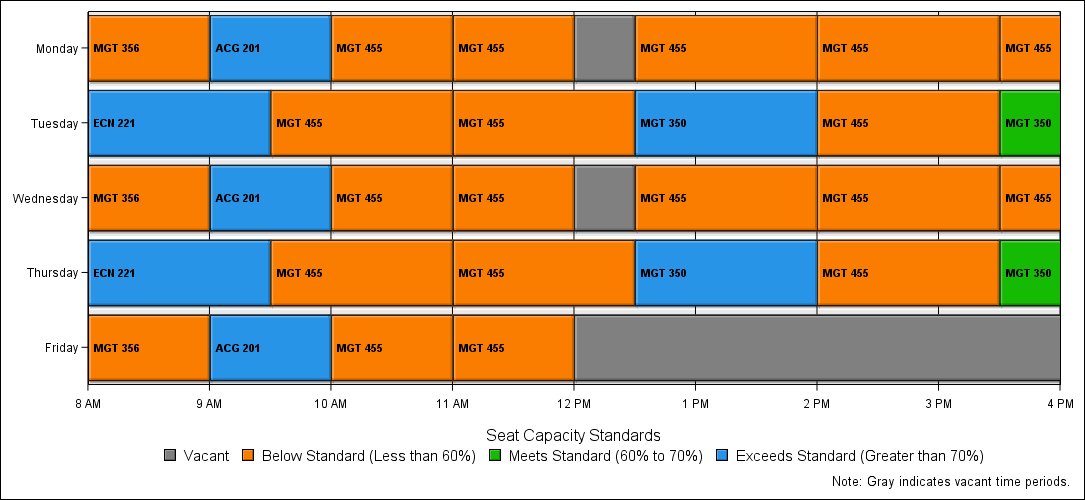 Monday MGT 356 ACG 201 MGT 455 MGT 455 MGT 455 MGT 455 MGT 455
Tuesday ECN 221 MGT 455 MGT 455 MGT 350 MGT 455 MGT 350
Wednesday MGT 356 ACG 201 MGT 455 MGT 455 MGT 455 MGT 455 MGT 455
Thursday ECN 221 MGT 455 MGT 455 MGT 350 MGT 455 MGT 350
Friday MGT 356 ACG 201 MGT 455 MGT 455
8 AM 9 AM 10 AM 11 AM 12 PM 1 PM 2 PM 3 PM 4 PM
Seat Capacity Standards
Vacant Below Standard (Less than 60%) Meets Standard (60% to 70%) Exceeds Standard (Greater than 70%)
Note: Gray indicates vacant time periods.